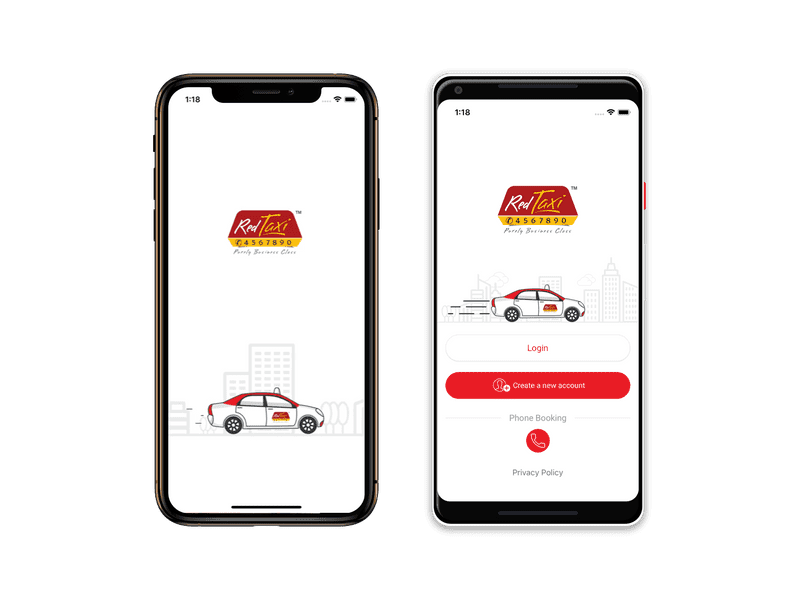 1:18
Red Taxi
TM
4567890
Purely Business Class
1:18
Red Taxi
TM
4567890
Purely Business Class
Login
Create a new account
Phone Booking
Privacy Policy